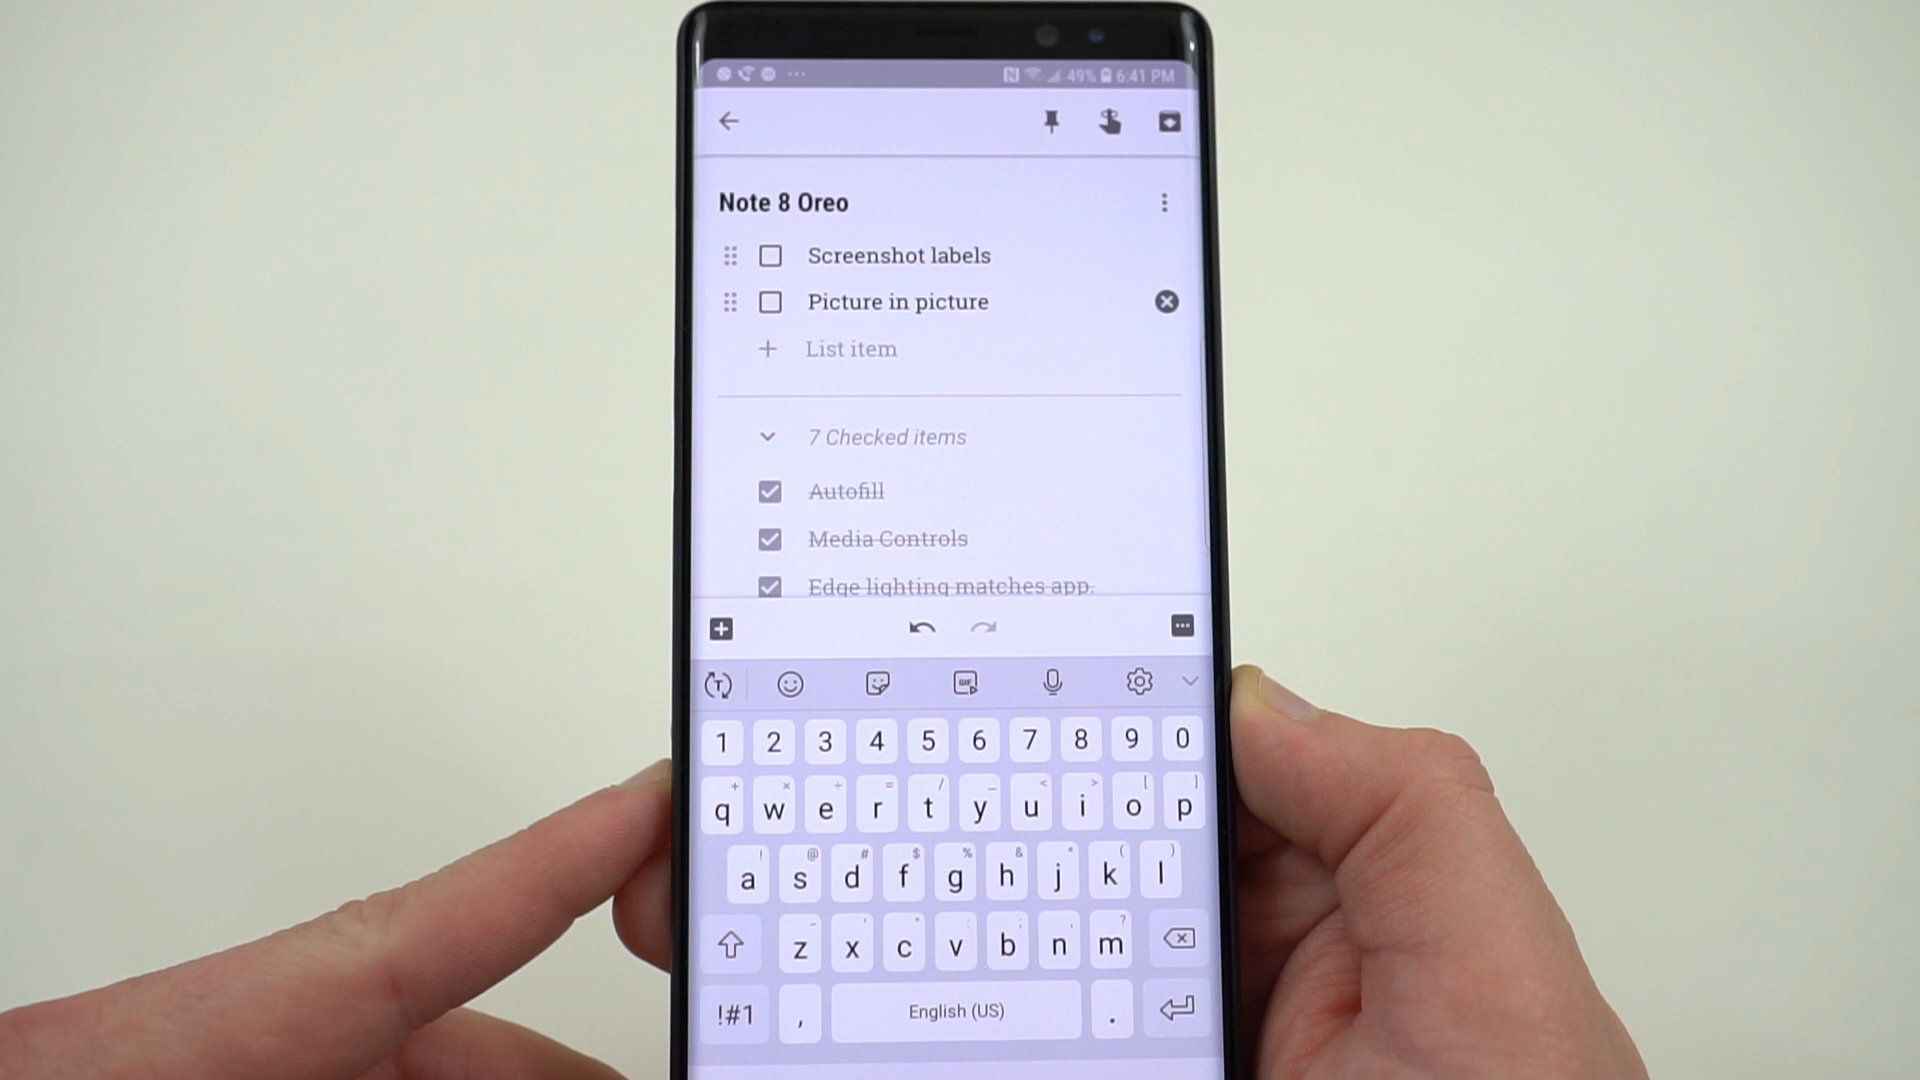 49% 6:41 PM
Note 8 Oreo
Screenshot labels
Picture in picture
+ List item
7 Checked items
Autofill
Media Controls
Edge lighting matches app.
T GIF
1 2 3 4 5 6 7 8 9 0
+ × ÷ = / _ < > [ ]
q w e r t y u i o p
! @ # $ % & * ( )
a s d f g h j k l
- ' " : ; , ?
z x c v b n m
!#1 , English (US) .